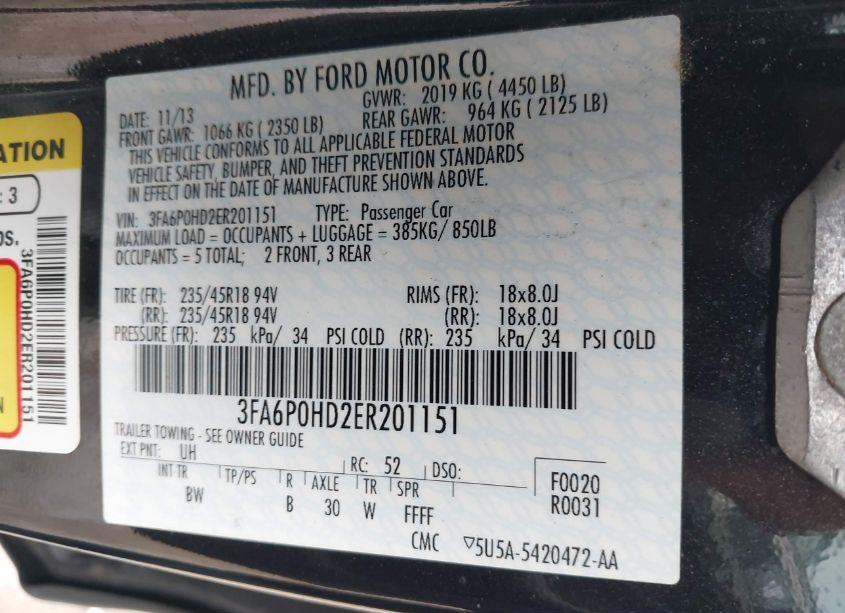 MFD. BY FORD MOTOR CO.
DATE: 11/13 GVWR: 2019 KG ( 4450 LB)
FRONT GAWR: 1066 KG ( 2350 LB) REAR GAWR: 964 KG ( 2125 LB)
THIS VEHICLE CONFORMS TO ALL APPLICABLE FEDERAL MOTOR
VEHICLE SAFETY, BUMPER, AND THEFT PREVENTION STANDARDS
IN EFFECT ON THE DATE OF MANUFACTURE SHOWN ABOVE.
VIN: 3FA6P0HD2ER201151 TYPE: Passenger Car
MAXIMUM LOAD = OCCUPANTS + LUGGAGE = 385KG/ 850LB
OCCUPANTS = 5 TOTAL; 2 FRONT, 3 REAR
TIRE (FR): 235/45R18 94V RIMS (FR): 18x8.0J
(RR): 235/45R18 94V (RR): 18x8.0J
PRESSURE (FR): 235 kPa/ 34 PSI COLD (RR): 235 kPa/ 34 PSI COLD
3FA6P0HD2ER201151
TRAILER TOWING - SEE OWNER GUIDE
EXT PNT: UH RC: 52 DSO:
INT TR TP/PS R AXLE TR SPR
BW B 30 W FFFF
F0020
R0031
CMC ▽5U5A-5420472-AA
ATION
: 3
3FA6P0HD2ER201151